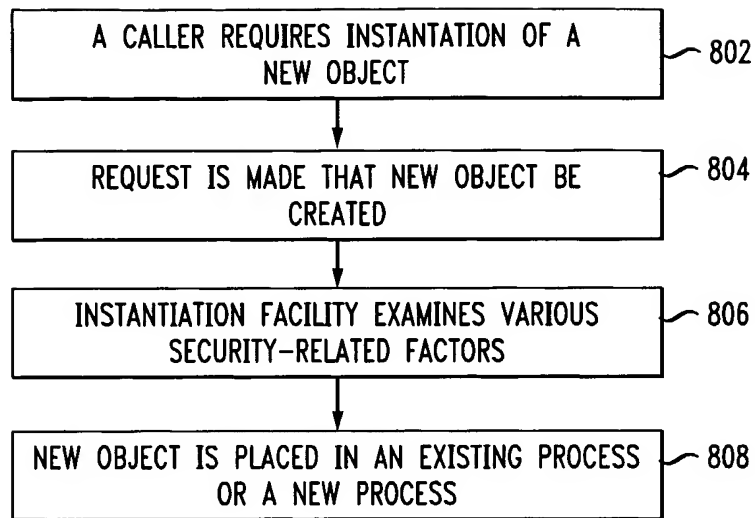 A CALLER REQUIRES INSTANTATION OF A
NEW OBJECT
802
REQUEST IS MADE THAT NEW OBJECT BE
CREATED
804
INSTANTIATION FACILITY EXAMINES VARIOUS
SECURITY-RELATED FACTORS
806
NEW OBJECT IS PLACED IN AN EXISTING PROCESS
OR A NEW PROCESS
808